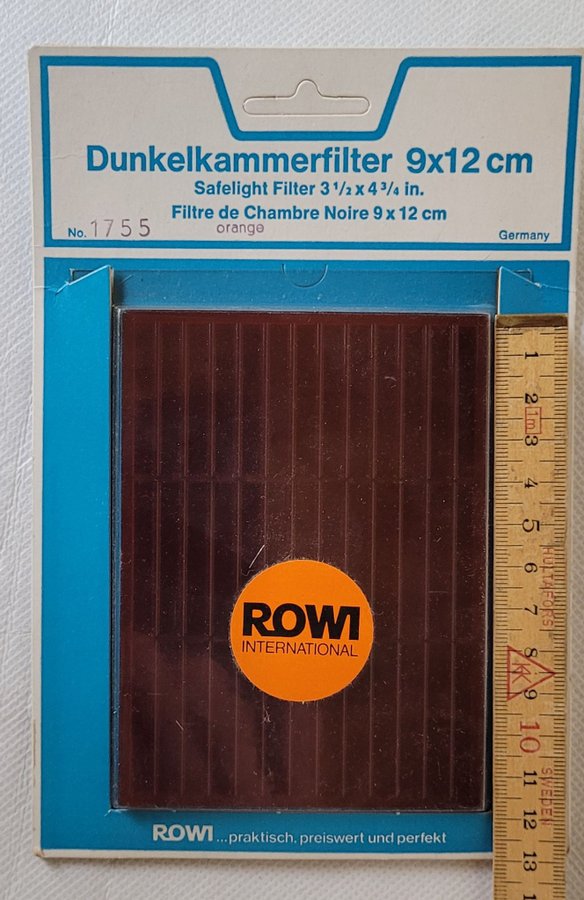 Dunkelkammerfilter 9x12 cm
Safelight Filter 3 1/2 x 4 3/4 in.
Filtre de Chambre Noire 9 x 12 cm
No. 1755 orange Germany
ROWI
INTERNATIONAL
ROWI ...praktisch, preiswert und perfekt
1
2
1m
3
4
5
6
HULTAFORS
7
8
9
10
11
SWEDEN
12
13